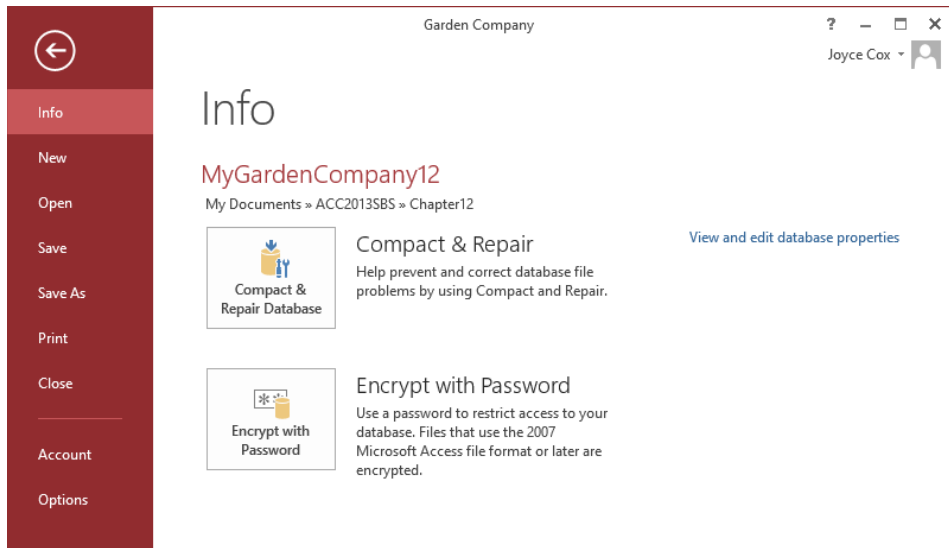 Garden Company
?
Joyce Cox
Info
New
Open
Save
Save As
Print
Close
Account
Options
Info
MyGardenCompany12
My Documents » ACC2013SBS » Chapter12
Compact &
Repair Database
Compact & Repair
Help prevent and correct database file
problems by using Compact and Repair.
View and edit database properties
**
Encrypt with
Password
Encrypt with Password
Use a password to restrict access to your
database. Files that use the 2007
Microsoft Access file format or later are
encrypted.